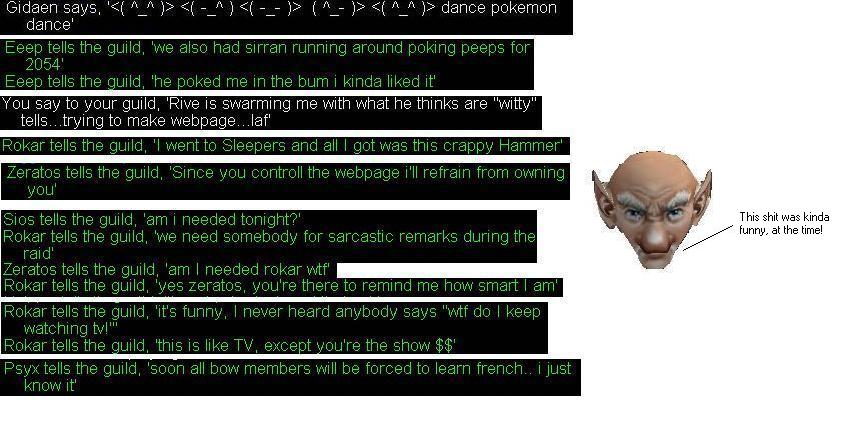 Gidaen says, '<( ^_^ )> <( -_^ ) <( -_- )>  ( ^_- )> <( ^_^ )> dance pokemon
dance'
Eeep tells the guild, 'we also had sirran running around poking peeps for
2054'
Eeep tells the guild, 'he poked me in the bum i kinda liked it'
You say to your guild, 'Rive is swarming me with what he thinks are "witty"
tells...trying to make webpage...laf'
Rokar tells the guild, 'I went to Sleepers and all I got was this crappy Hammer'
Zeratos tells the guild, 'Since you controll the webpage i'll refrain from owning
you'
Sios tells the guild, 'am i needed tonight?'
Rokar tells the guild, 'we need somebody for sarcastic remarks during the
raid'
Zeratos tells the guild, 'am I needed rokar wtf'
Rokar tells the guild, 'yes zeratos, you're there to remind me how smart I am'
Rokar tells the guild, 'it's funny, I never heard anybody says "wtf do I keep
watching tv!"'
Rokar tells the guild, 'this is like TV, except you're the show $$'
Psyx tells the guild, 'soon all bow members will be forced to learn french.. i just
know it'
This shit was kinda
funny, at the time!